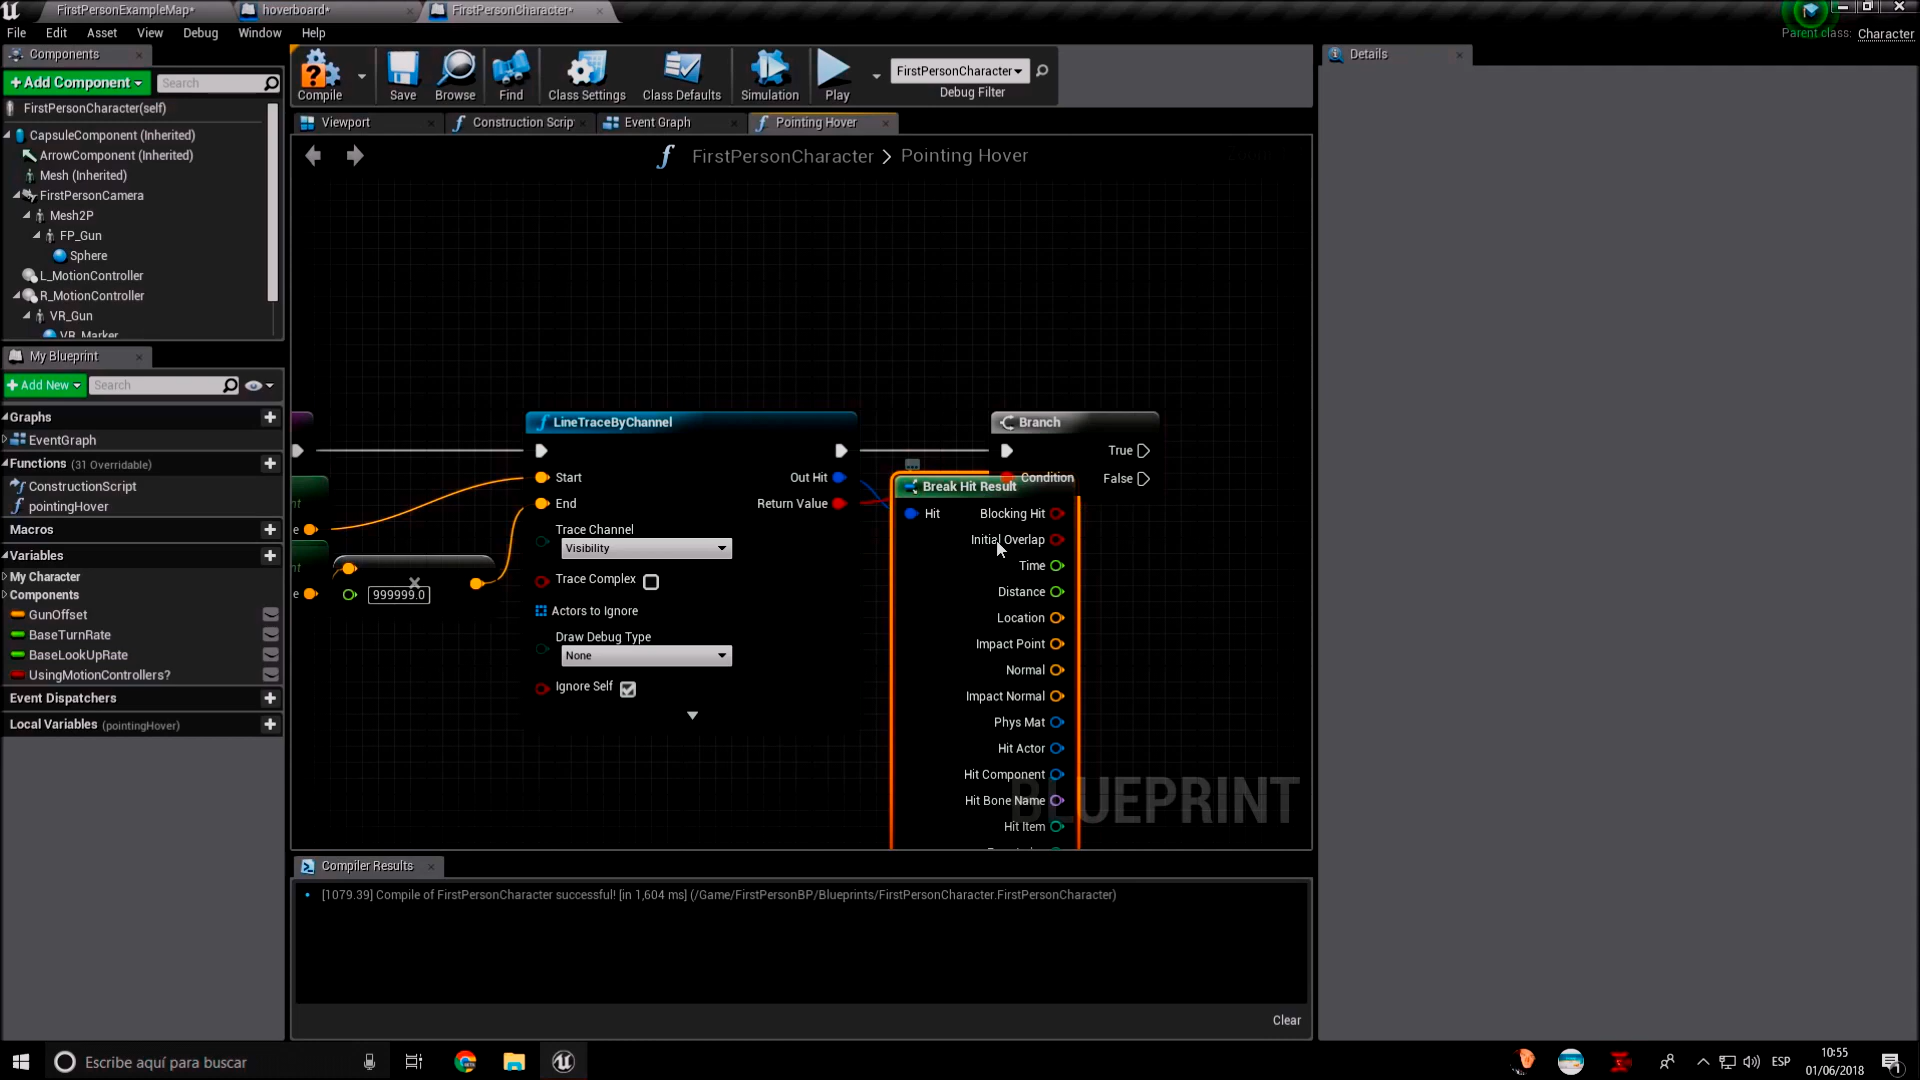 FirstPersonExampleMap*
hoverboard*
FirstPersonCharacter*
Parent class: Character
File Edit Asset View Debug Window Help
Components
+Add Component
Search
FirstPersonCharacter(self)
CapsuleComponent (Inherited)
ArrowComponent (Inherited)
Mesh (Inherited)
FirstPersonCamera
Mesh2P
FP_Gun
Sphere
L_MotionController
R_MotionController
VR_Gun
VR_Marker
My Blueprint
+Add New
Search
Graphs
EventGraph
Functions (31 Overridable)
ConstructionScript
pointingHover
Macros
Variables
My Character
Components
GunOffset
BaseTurnRate
BaseLookUpRate
UsingMotionControllers?
Event Dispatchers
Local Variables (pointingHover)
Compile
Save
Browse
Find
Class Settings
Class Defaults
Simulation
Play
FirstPersonCharacter
Debug Filter
Viewport
Construction Scrip
Event Graph
Pointing Hover
FirstPersonCharacter > Pointing Hover
LineTraceByChannel
Start
End
Trace Channel
Visibility
Trace Complex
Actors to Ignore
Draw Debug Type
None
Ignore Self
Out Hit
Return Value
999999.0
Branch
True
Condition
False
Break Hit Result
Hit
Blocking Hit
Initial Overlap
Time
Distance
Location
Impact Point
Normal
Impact Normal
Phys Mat
Hit Actor
Hit Component
Hit Bone Name
Hit Item
BLUEPRINT
Compiler Results
[1079.39] Compile of FirstPersonCharacter successful! [in 1,604 ms] (/Game/FirstPersonBP/Blueprints/FirstPersonCharacter.FirstPersonCharacter)
Clear
Details
Escribe aquí para buscar
ESP
10:55
01/06/2018